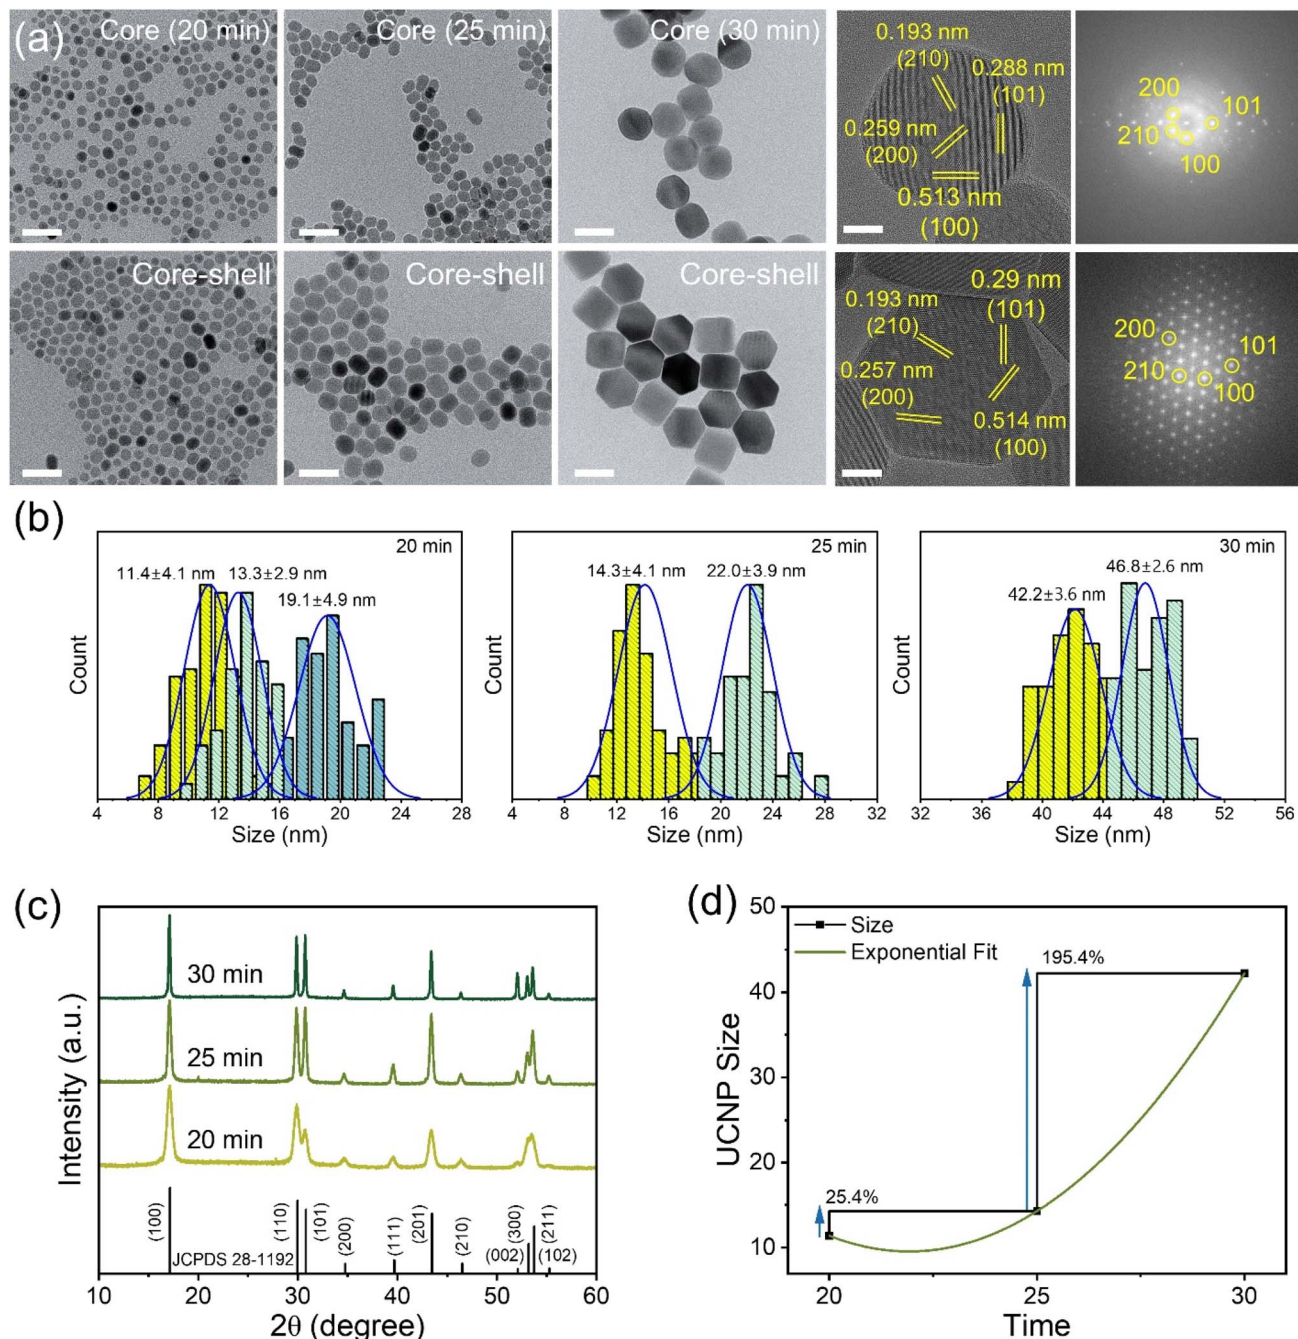 (a)
Core (20 min)
Core (25 min)
Core (30 min)
0.193 nm
(210)
0.288 nm
(101)
0.259 nm
(200)
0.513 nm
(100)
200
101
210
100
Core-shell
Core-shell
Core-shell
0.193 nm
(210)
0.29 nm
(101)
0.257 nm
(200)
0.514 nm
(100)
200
101
210
100
(b)
20 min
11.4±4.1 nm
13.3±2.9 nm
19.1±4.9 nm
Count
4 8 12 16 20 24 28
Size (nm)
25 min
14.3±4.1 nm
22.0±3.9 nm
Count
4 8 12 16 20 24 28 32
Size (nm)
30 min
46.8±2.6 nm
42.2±3.6 nm
Count
32 36 40 44 48 52 56
Size (nm)
(c)
Intensity (a.u.)
30 min
25 min
20 min
(100)
(110)
(101)
(200)
(111)
(201)
(210)
(300)
(002)
(211)
(102)
JCPDS 28-1192
10 20 30 40 50 60
2θ (degree)
(d)
UCNP Size
50
40
30
20
10
Size
Exponential Fit
195.4%
25.4%
20 25 30
Time